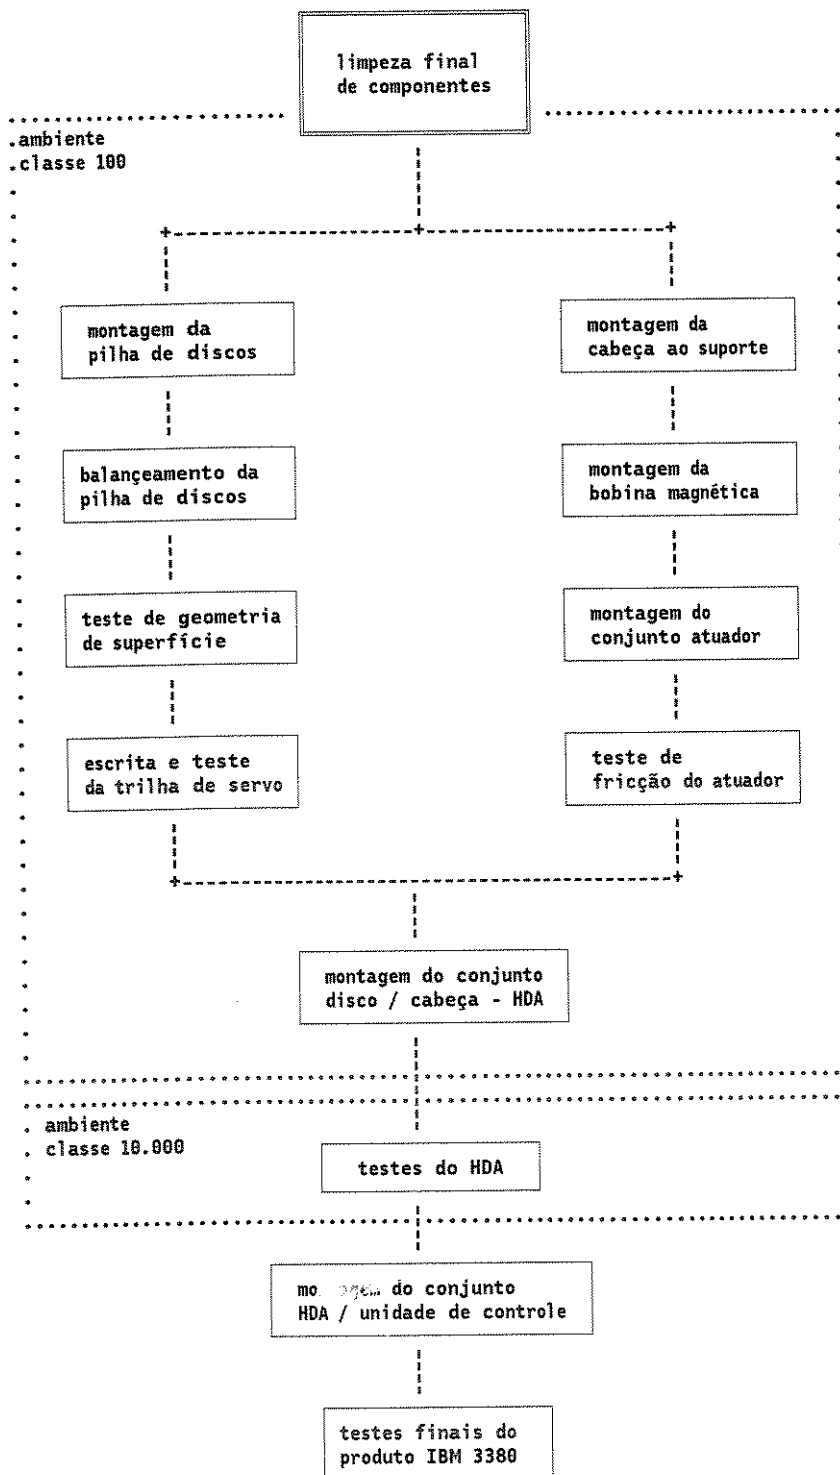 limpeza final
de componentes
ambiente
classe 100
montagem da
pilha de discos
montagem da
cabeça ao suporte
balançeamento da
pilha de discos
montagem da
bobina magnética
teste de geometria
de superfície
montagem do
conjunto atuador
escrita e teste
da trilha de servo
teste de
fricção do atuador
montagem do conjunto
disco / cabeça - HDA
ambiente
classe 10.000
testes do HDA
montagem do conjunto
HDA / unidade de controle
testes finais do
produto IBM 3380